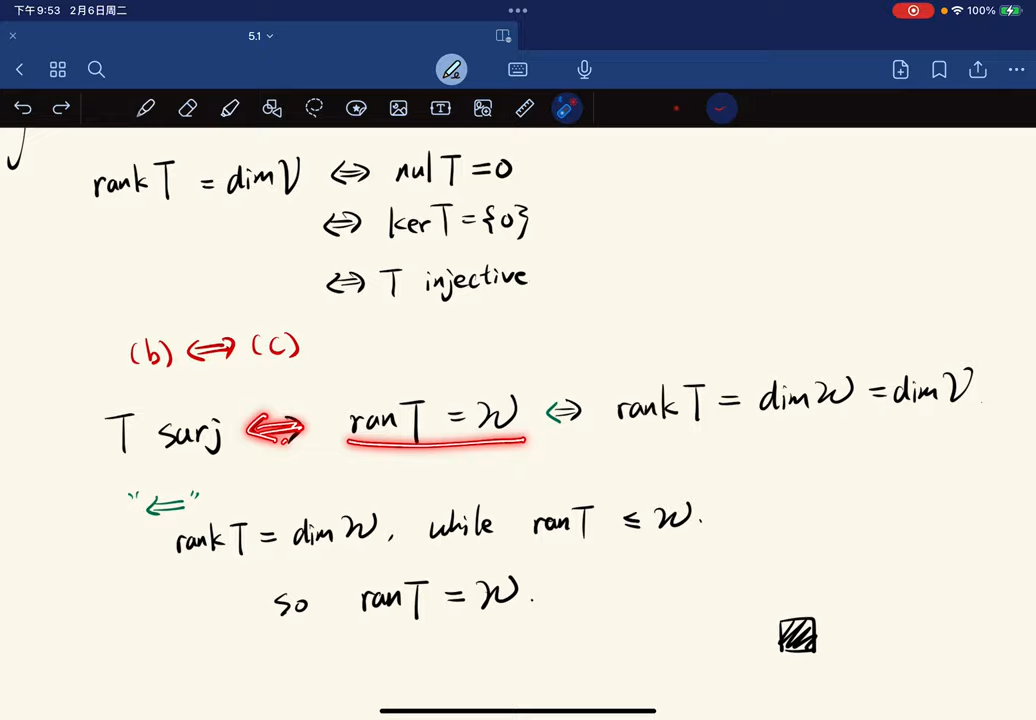 下午9:53 2月6日周二
100%
5.1
rank T = dim V ⇔ nul T = 0
⇔ ker T = {0}
⇔ T injective
(b) ⇔ (c)
T surj ⇔ ran T = W ⇔ rank T = dim W = dim V.
"⇐"
rank T = dim W, while ran T ≤ W.
so ran T = W.